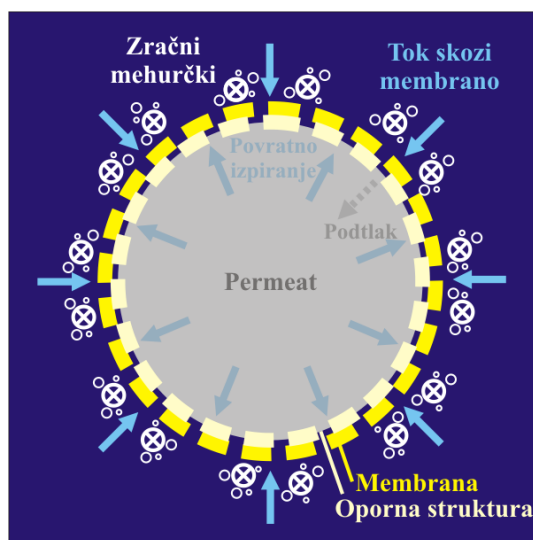 Zračni
mehurčki
Tok skozi
membrano
Povratno
izpiranje
Podtlak
Permeat
Membrana
Oporna struktura